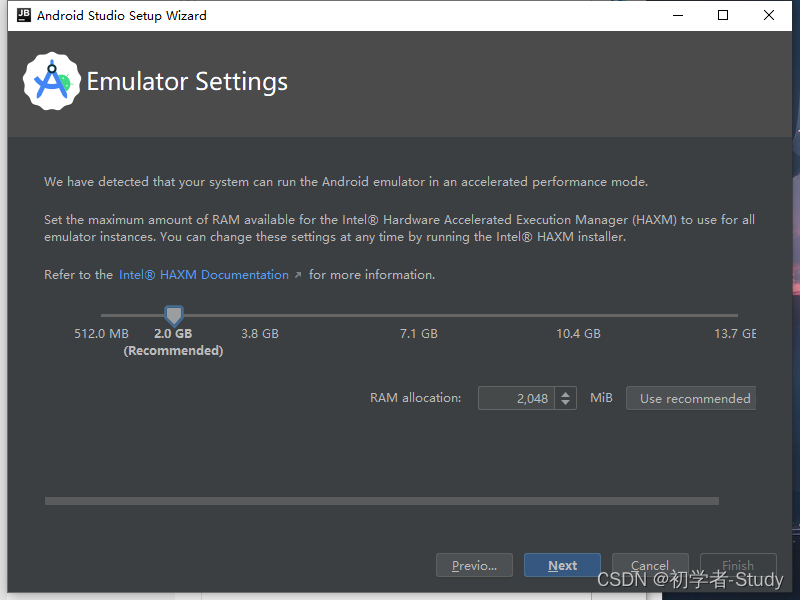 JB
Android Studio Setup Wizard
Emulator Settings
We have detected that your system can run the Android emulator in an accelerated performance mode.
Set the maximum amount of RAM available for the Intel® Hardware Accelerated Execution Manager (HAXM) to use for all
emulator instances. You can change these settings at any time by running the Intel® HAXM installer.
Refer to the Intel® HAXM Documentation ↗ for more information.
512.0 MB 2.0 GB 3.8 GB 7.1 GB 10.4 GB 13.7 GE
(Recommended)
RAM allocation: 2,048 MiB Use recommended
Previo... Next Cancel Finish
CSDN @初学者-Study